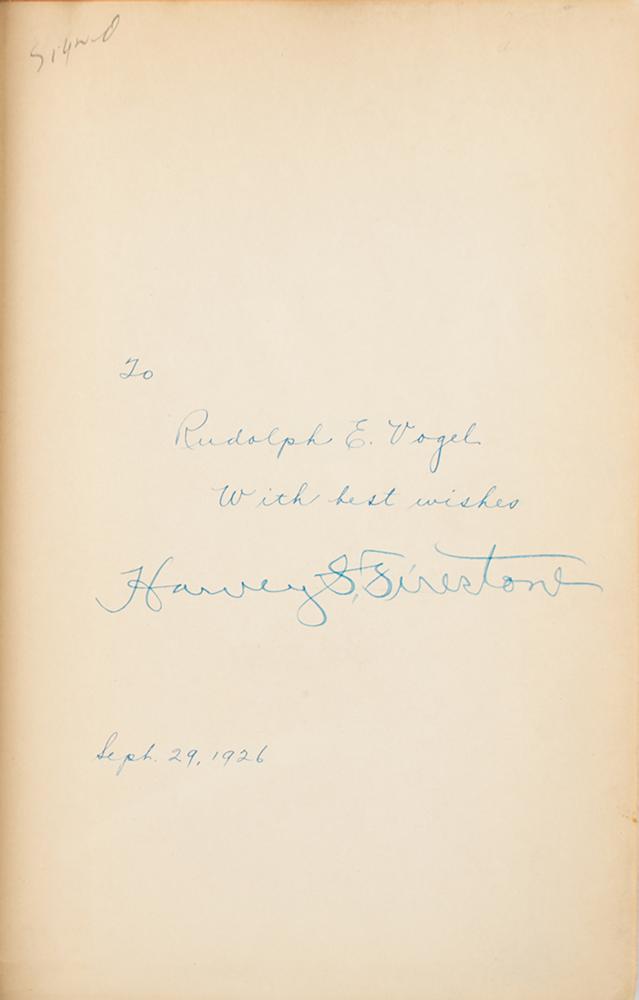 Signed
To
Rudolph E. Vogel
With best wishes
Harvey S. Firestone
Sept. 29, 1926